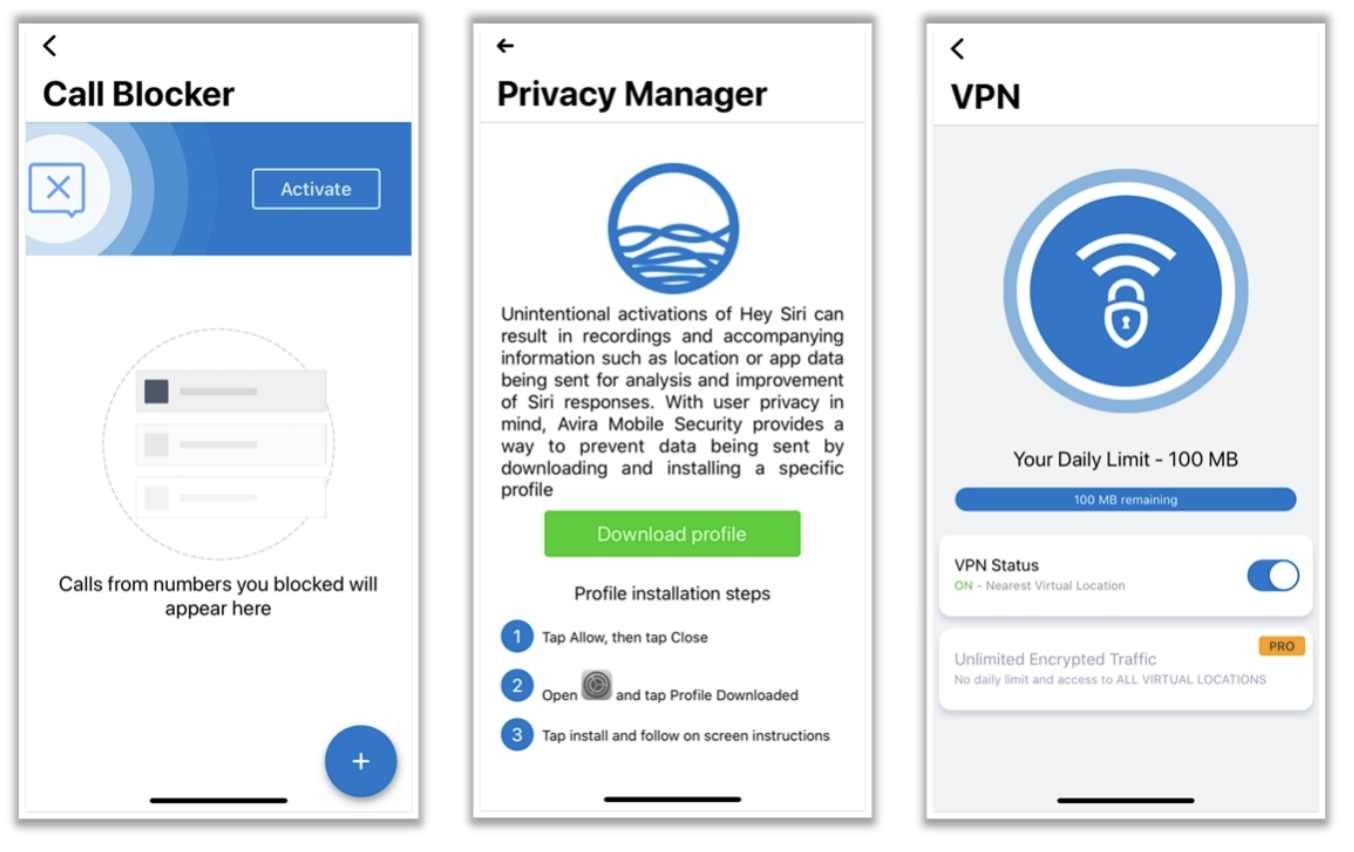 Call Blocker
Activate
Calls from numbers you blocked will
appear here
+
Privacy Manager
Unintentional activations of Hey Siri can
result in recordings and accompanying
information such as location or app data
being sent for analysis and improvement
of Siri responses. With user privacy in
mind, Avira Mobile Security provides a
way to prevent data being sent by
downloading and installing a specific
profile
Download profile
Profile installation steps
1 Tap Allow, then tap Close
2 Open and tap Profile Downloaded
3 Tap install and follow on screen instructions
VPN
Your Daily Limit - 100 MB
100 MB remaining
VPN Status
ON - Nearest Virtual Location
PRO
Unlimited Encrypted Traffic
No daily limit and access to ALL VIRTUAL LOCATIONS